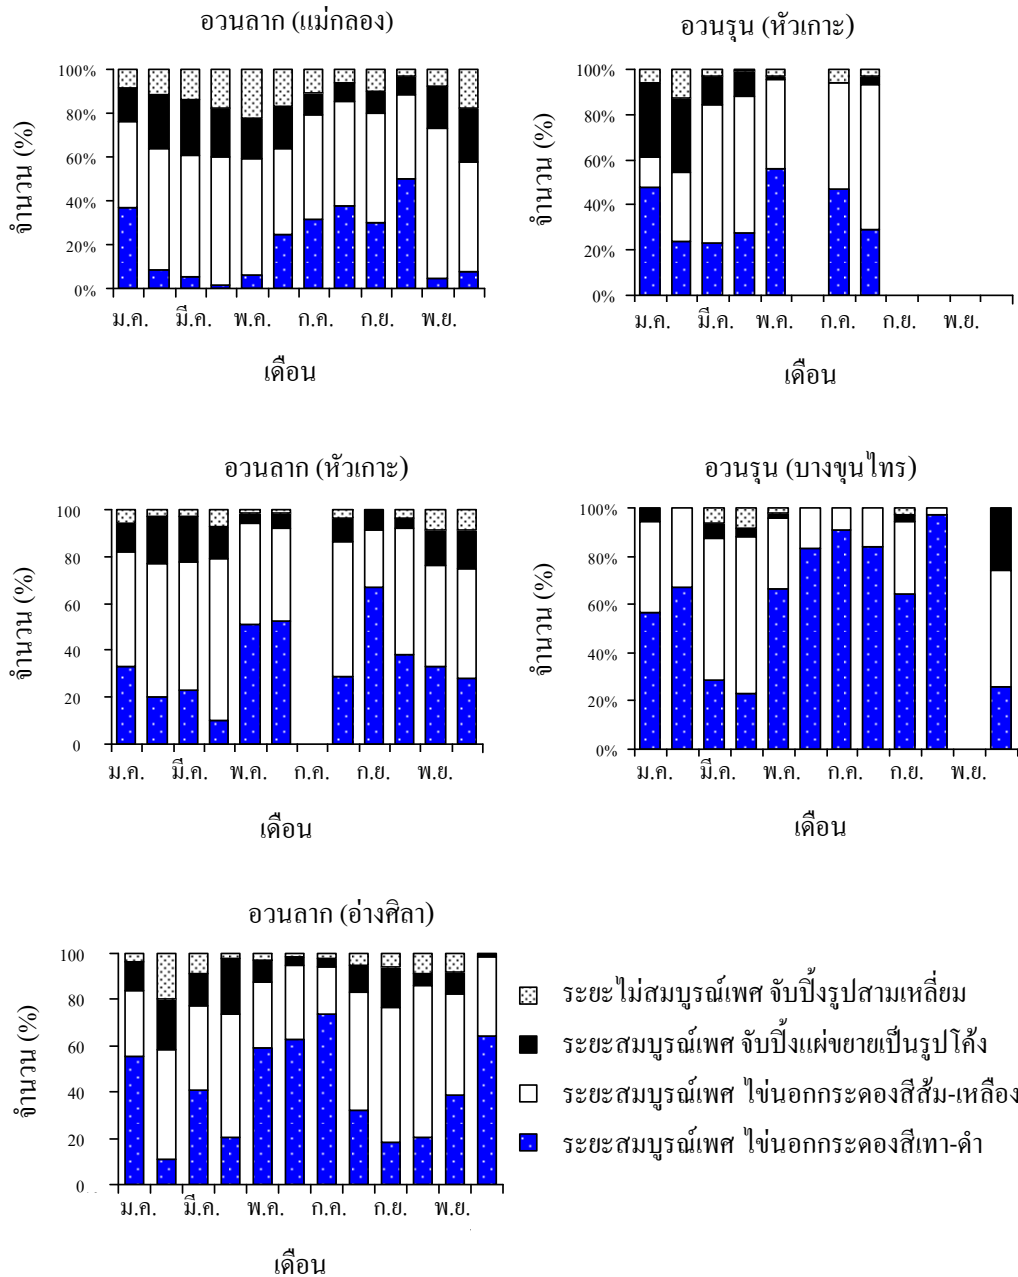 อวนลาก (แม่กลอง)
จำนวน (%)
100%
80%
60%
40%
20%
0%
ม.ค. มี.ค. พ.ค. ก.ค. ก.ย. พ.ย.
เดือน
อวนรุน (หัวเกาะ)
จำนวน (%)
100%
80%
60%
40%
20%
0%
ม.ค. มี.ค. พ.ค. ก.ค. ก.ย. พ.ย.
เดือน
อวนลาก (หัวเกาะ)
จำนวน (%)
100
80
60
40
20
0
ม.ค. มี.ค. พ.ค. ก.ค. ก.ย. พ.ย.
เดือน
อวนรุน (บางขุนไทร)
จำนวน (%)
100%
80%
60%
40%
20%
0%
ม.ค. มี.ค. พ.ค. ก.ค. ก.ย. พ.ย.
เดือน
อวนลาก (อ่างศิลา)
จำนวน (%)
100
80
60
40
20
0
ม.ค. มี.ค. พ.ค. ก.ค. ก.ย. พ.ย.
เดือน
ระยะไม่สมบูรณ์เพศ จับปิ้งรูปสามเหลี่ยม
ระยะสมบูรณ์เพศ จับปิ้งแผ่ขยายเป็นรูปโค้ง
ระยะสมบูรณ์เพศ ไข่นอกกระดองสีส้ม-เหลือง
ระยะสมบูรณ์เพศ ไข่นอกกระดองสีเทา-ดำ